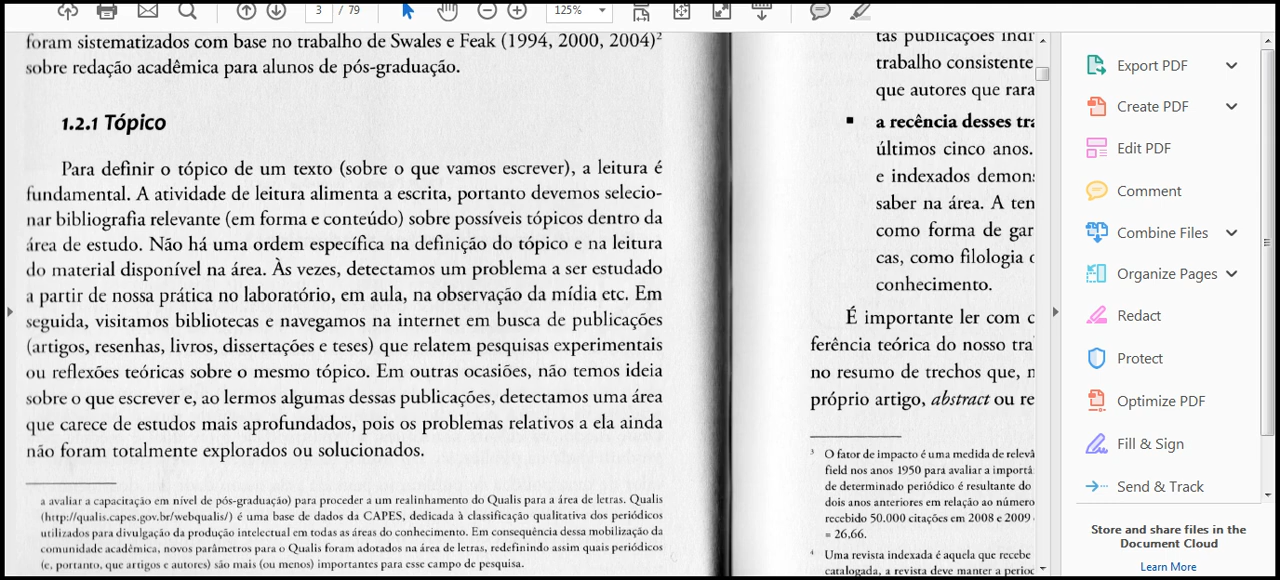 3 / 79
125%
foram sistematizados com base no trabalho de Swales e Feak (1994, 2000, 2004)²
sobre redação acadêmica para alunos de pós-graduação.
1.2.1 Tópico
Para definir o tópico de um texto (sobre o que vamos escrever), a leitura é
fundamental. A atividade de leitura alimenta a escrita, portanto devemos selecio-
nar bibliografia relevante (em forma e conteúdo) sobre possíveis tópicos dentro da
área de estudo. Não há uma ordem específica na definição do tópico e na leitura
do material disponível na área. Às vezes, detectamos um problema a ser estudado
a partir de nossa prática no laboratório, em aula, na observação da mídia etc. Em
seguida, visitamos bibliotecas e navegamos na internet em busca de publicações
(artigos, resenhas, livros, dissertações e teses) que relatem pesquisas experimentais
ou reflexões teóricas sobre o mesmo tópico. Em outras ocasiões, não temos ideia
sobre o que escrever e, ao lermos algumas dessas publicações, detectamos uma área
que carece de estudos mais aprofundados, pois os problemas relativos a ela ainda
não foram totalmente explorados ou solucionados.
a avaliar a capacitação em nível de pós-graduação) para proceder a um realinhamento do Qualis para a área de letras. Qualis
(http://qualis.capes.gov.br/webqualis/) é uma base de dados da CAPES, dedicada à classificação qualitativa dos periódicos
utilizados para divulgação da produção intelectual em todas as áreas do conhecimento. Em consequência dessa mobilização da
comunidade acadêmica, novos parâmetros para o Qualis foram adotados na área de letras, redefinindo assim quais periódicos
(e, portanto, que artigos e autores) são mais (ou menos) importantes para esse campo de pesquisa.
tas publicações indi
trabalho consistente
que autores que rara
▪ a recência desses tra
últimos cinco anos.
e indexados demons
saber na área. A ten
como forma de gar
cas, como filologia
conhecimento.
É importante ler com c
ferência teórica do nosso tra
no resumo de trechos que, n
próprio artigo, abstract ou re
³ O fator de impacto é uma medida de relevâ
field nos anos 1950 para avaliar a importâ
de determinado periódico é resultante do
dois anos anteriores em relação ao número
recebido 50.000 citações em 2008 e 2009
= 26,66.
⁴ Uma revista indexada é aquela que recebe
catalogada, a revista deve manter a period
Export PDF
Create PDF
Edit PDF
Comment
Combine Files
Organize Pages
Redact
Protect
Optimize PDF
Fill & Sign
Send & Track
Store and share files in the
Document Cloud
Learn More